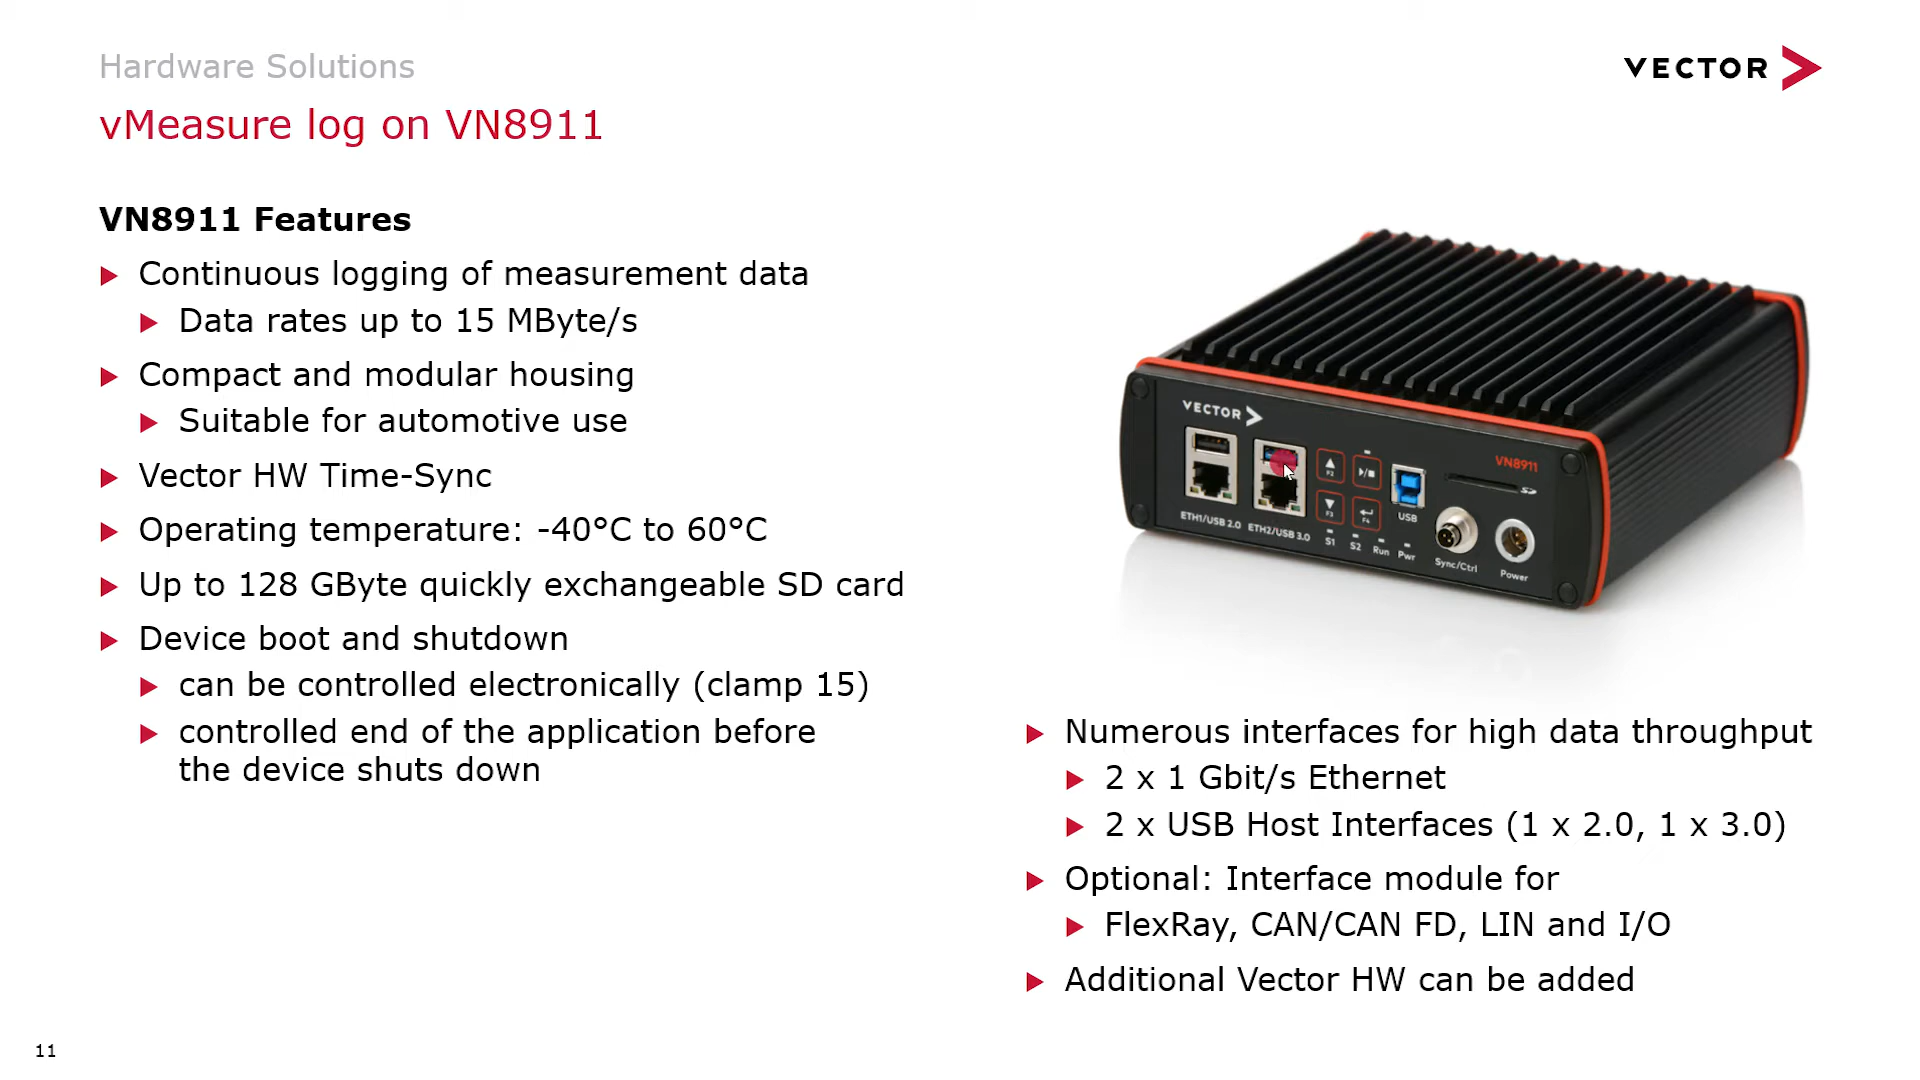 Hardware Solutions
VECTOR
vMeasure log on VN8911
VN8911 Features
Continuous logging of measurement data
Data rates up to 15 MByte/s
Compact and modular housing
Suitable for automotive use
Vector HW Time-Sync
Operating temperature: -40°C to 60°C
Up to 128 GByte quickly exchangeable SD card
Device boot and shutdown
can be controlled electronically (clamp 15)
controlled end of the application before
the device shuts down
VECTOR
VN8911
ETH1/USB 2.0
ETH2/USB 3.0
F2
F3
F4
S1
S2
Run
Pwr
USB
Sync/Ctrl
Power
Numerous interfaces for high data throughput
2 x 1 Gbit/s Ethernet
2 x USB Host Interfaces (1 x 2.0, 1 x 3.0)
Optional: Interface module for
FlexRay, CAN/CAN FD, LIN and I/O
Additional Vector HW can be added
11